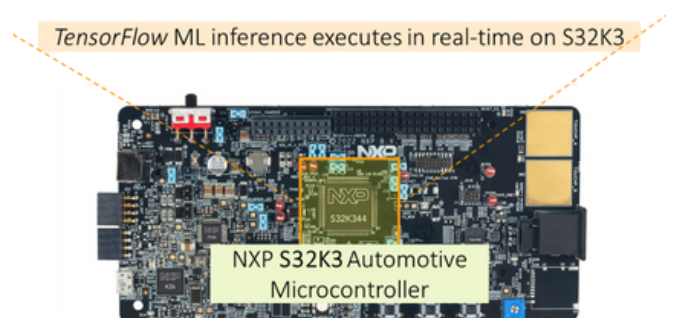 TensorFlow ML inference executes in real-time on S32K3
NXP
NXP
S32K344
NXP S32K3 Automotive
Microcontroller